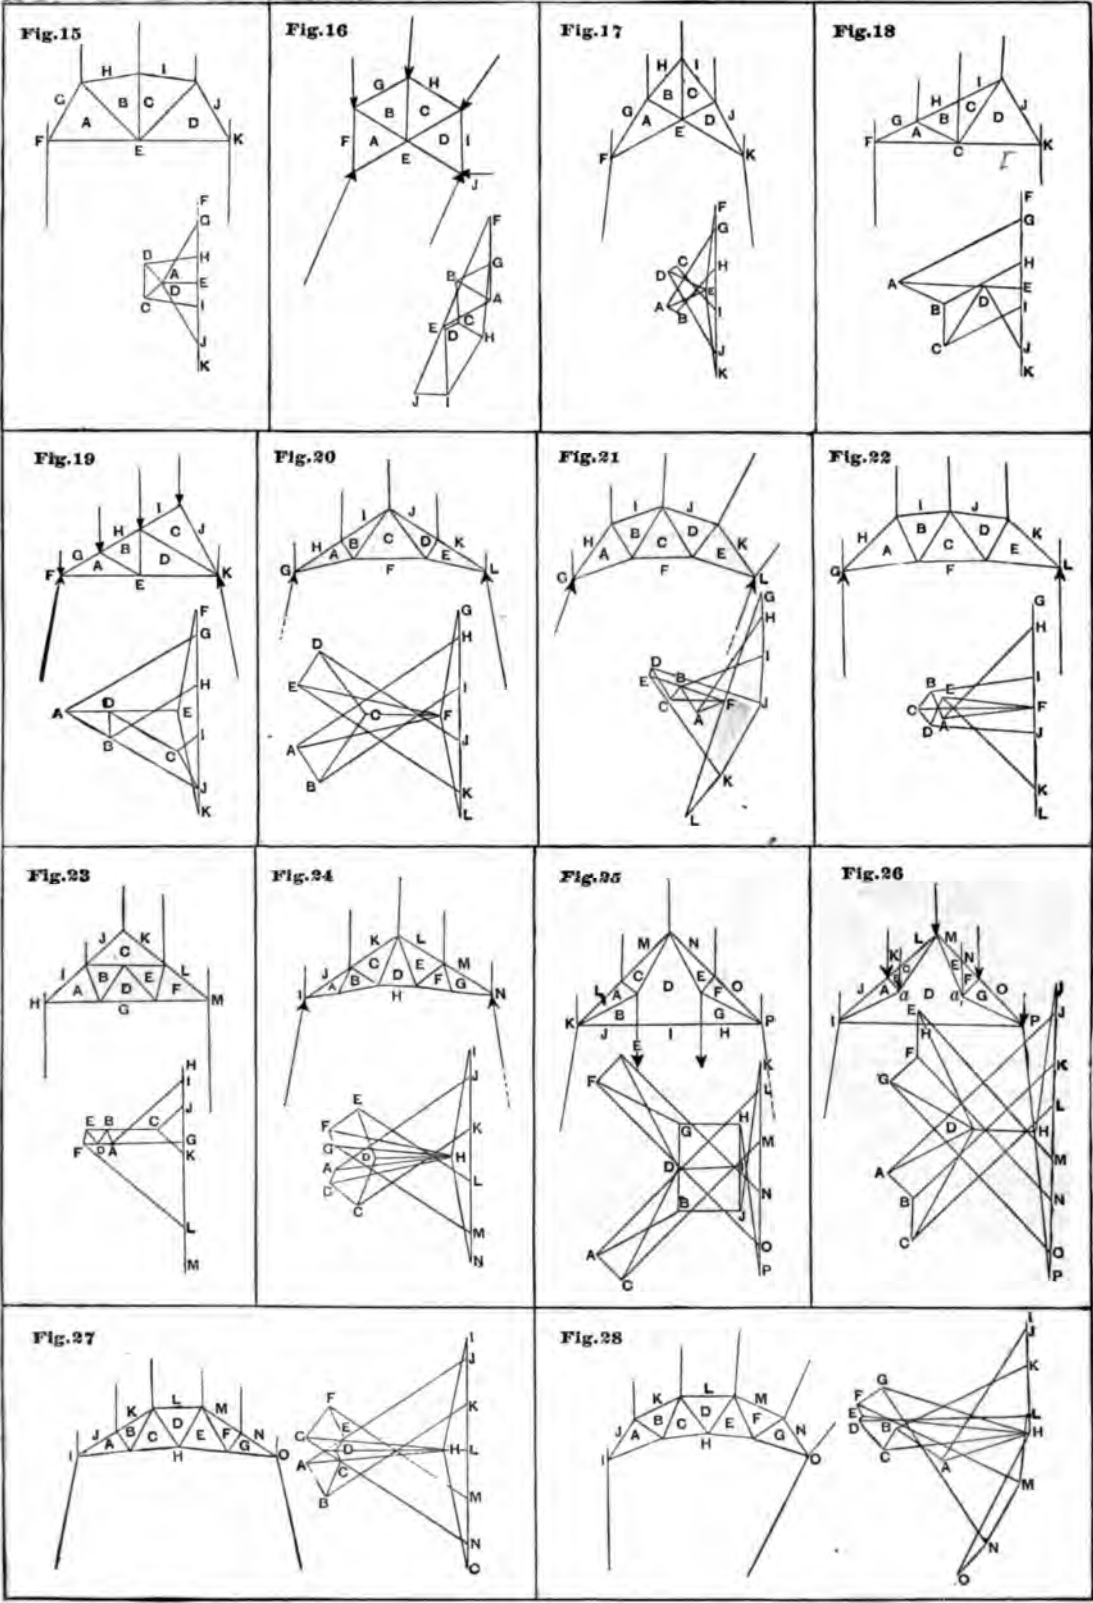 Fig.15
H I
G B C J
A D
F E K
F
G
D H
A E
D
C I
J
K
Fig.16
G H
B C
F A D I
E
J
F
G
B
A
E C
D H
J I
Fig.17
H I
B C
G A D J
E
F K
F
G
C H
D
E
A I
B
J
K
Fig.18
I
H C J
G B D
A
F C K
I
F
G
H
A E
D
B I
C
J
K
Fig.19
I
H C J
G B
A D
F E K
F
G
H
D
A E
B I
C
J
K
Fig.20
I J
H C K
A B D E
G F L
G
H
D
E I
C F
A J
B K
L
Fig.21
I J
H B D K
A C E
G F L
G
H
D I
E B
C F J
A
K
L
Fig.22
I J
H B D K
A C E
G F L
G
H
B E I
C F
D A J
K
L
Fig.23
J K
C
I B E L
A D F
H G M
H
I
E B C J
F D A G
K
L
M
Fig.24
K L
J C D E M
A B F G
I H N
I
J
E
F K
G D H
A
C L
C
M
N
Fig.25
M N
L C E O
A D F
B G
K J I H P
E K
F L
G H
D M
B N
J
A O
C P
Fig.26
L M
K N
J A E F O
a D a G
I E P
H J
F K
G L
D H
A M
B N
C O
P
Fig.27
L
K M
J B D F N
A C E G
I H O
I
J
F K
C E
D H L
A C
B M
N
O
Fig.28
L
K M
J B D F
A C E G N
I H O
I
J
G K
F
E L
D B H
C A
M
N
O